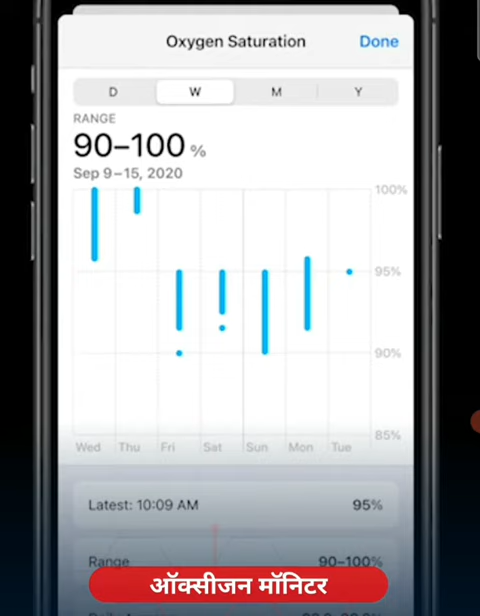 Oxygen Saturation Done
D W M Y
RANGE
90–100 %
Sep 9–15, 2020
100%
95%
90%
85%
Wed Thu Fri Sat Sun Mon Tue
Latest: 10:09 AM 95%
Range 90–100%
ऑक्सीजन मॉनिटर